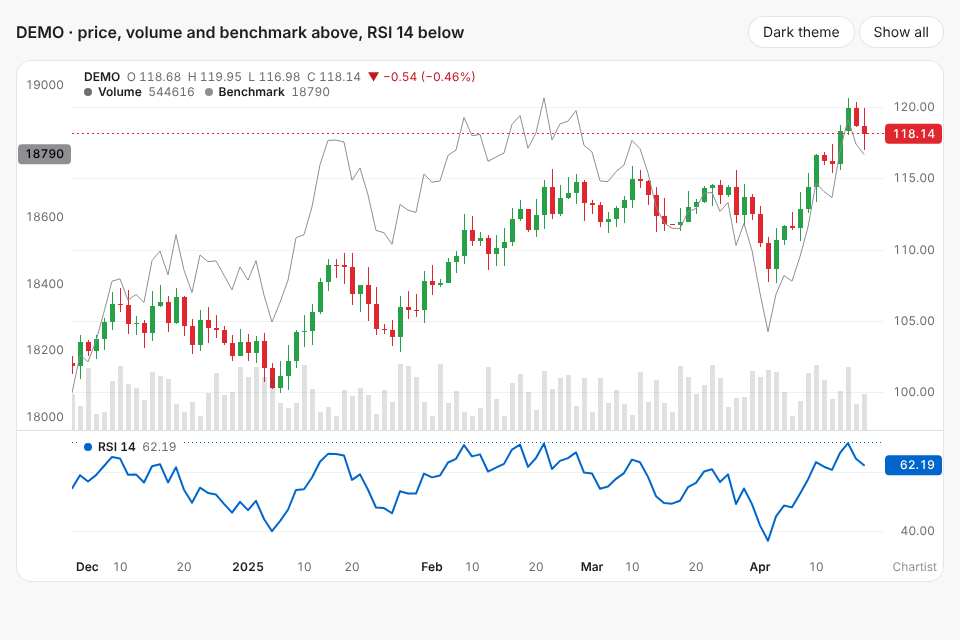 DEMO · price, volume and benchmark above, RSI 14 below
Dark theme
Show all
DEMO O 118.68 H 119.95 L 116.98 C 118.14 ▼ −0.54 (−0.46%)
Volume 544616 Benchmark 18790
19000
18790
18600
18400
18200
18000
120.00
118.14
115.00
110.00
105.00
100.00
RSI 14 62.19
62.19
40.00
Dec 10 20 2025 10 20 Feb 10 20 Mar 10 20 Apr 10
Chartist